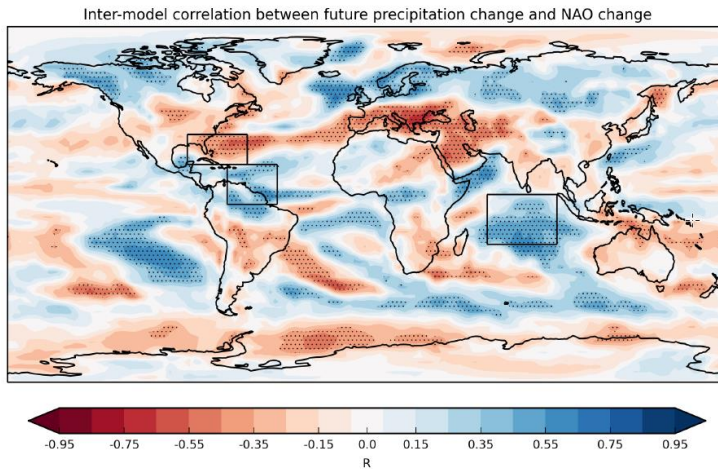 Inter-model correlation between future precipitation change and NAO change
-0.95 -0.75 -0.55 -0.35 -0.15 0.0 0.15 0.35 0.55 0.75 0.95
R